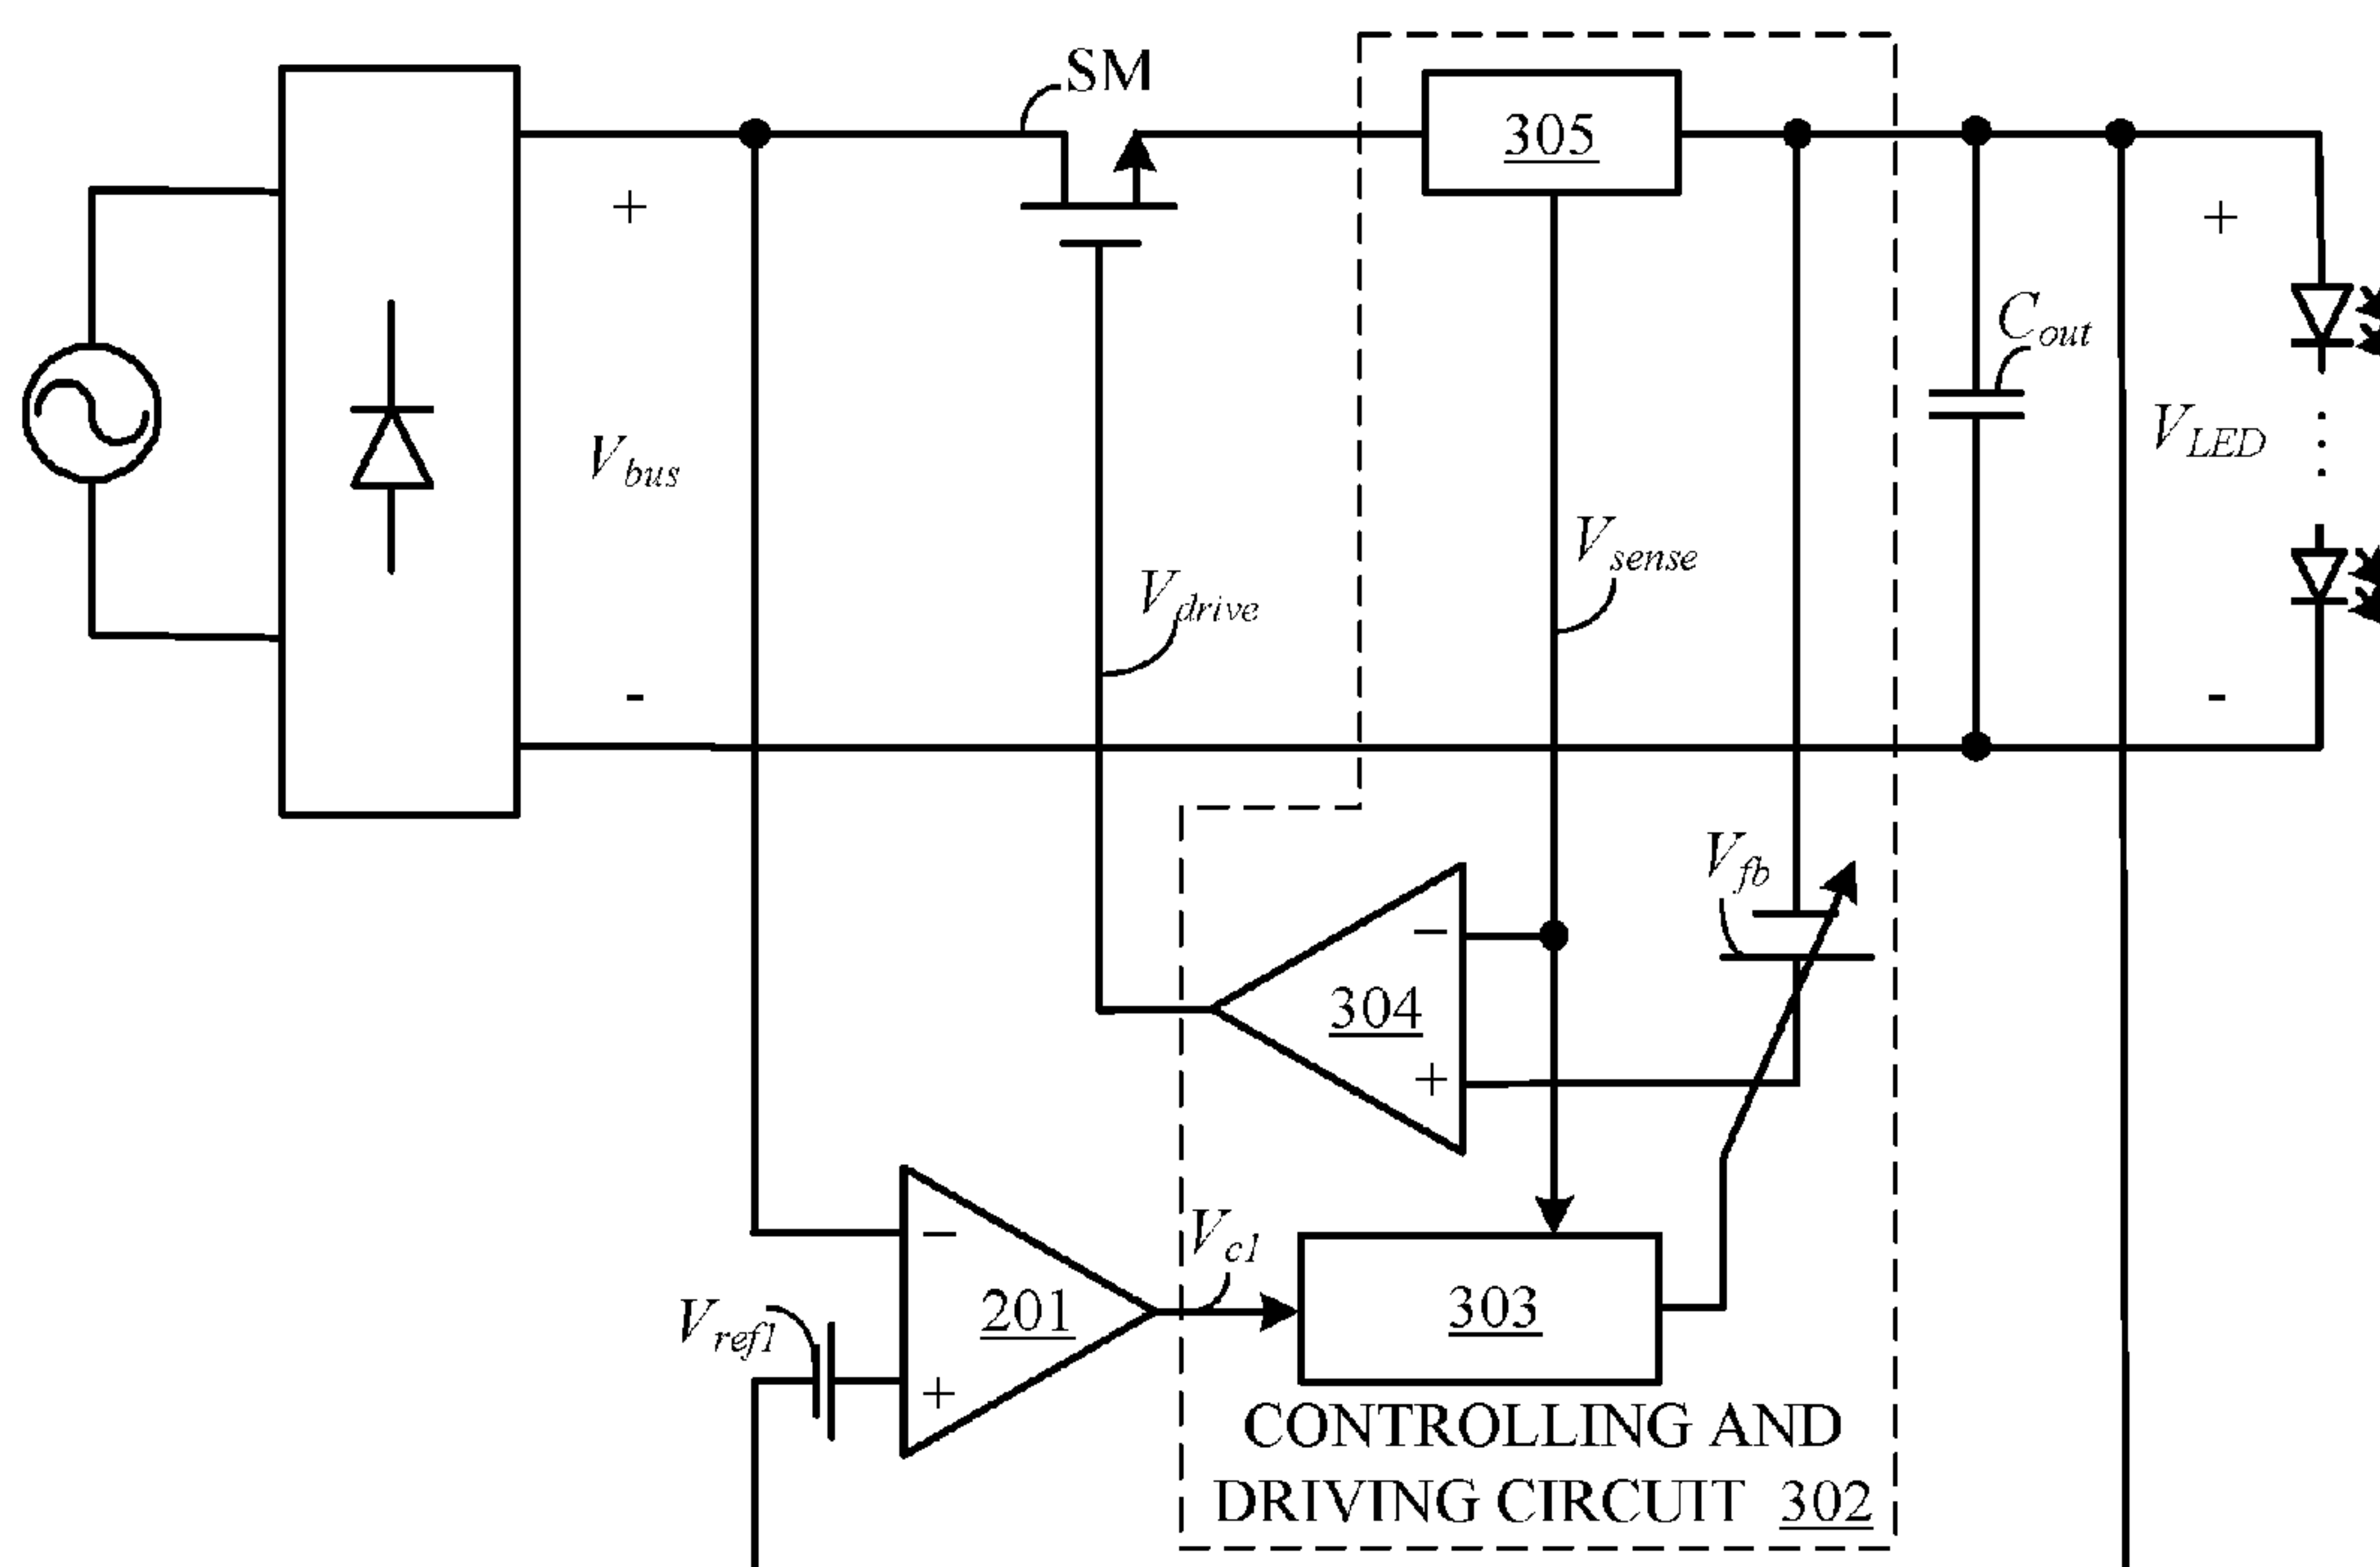 SM
305
+
+
C_out
V_bus
V_LED
V_sense
V_drive
-
-
V_fb
−
304
+
−
V_c1
201
303
V_ref1
+
CONTROLLING AND
DRIVING CIRCUIT 302